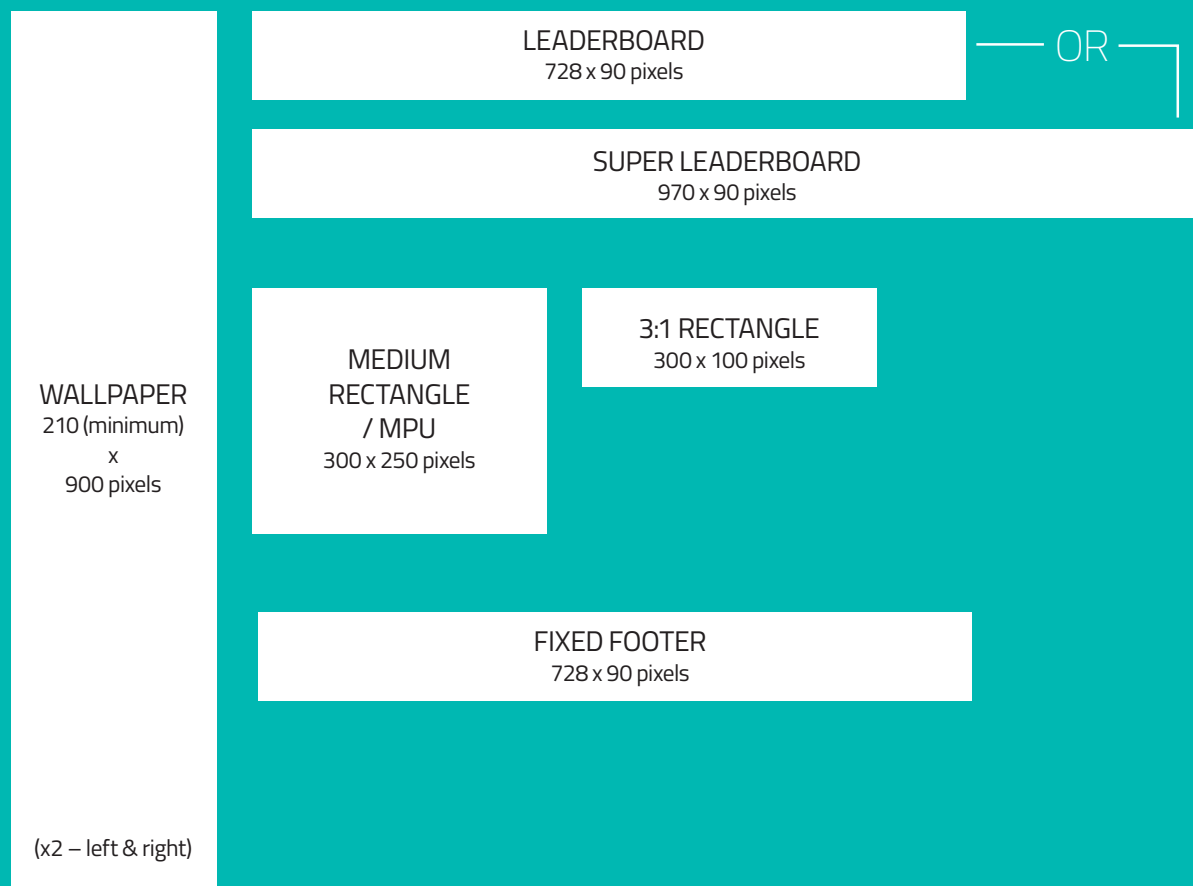 LEADERBOARD
728 x 90 pixels
OR
SUPER LEADERBOARD
970 x 90 pixels
WALLPAPER
210 (minimum)
x
900 pixels
(x2 – left & right)
MEDIUM
RECTANGLE
/ MPU
300 x 250 pixels
3:1 RECTANGLE
300 x 100 pixels
FIXED FOOTER
728 x 90 pixels